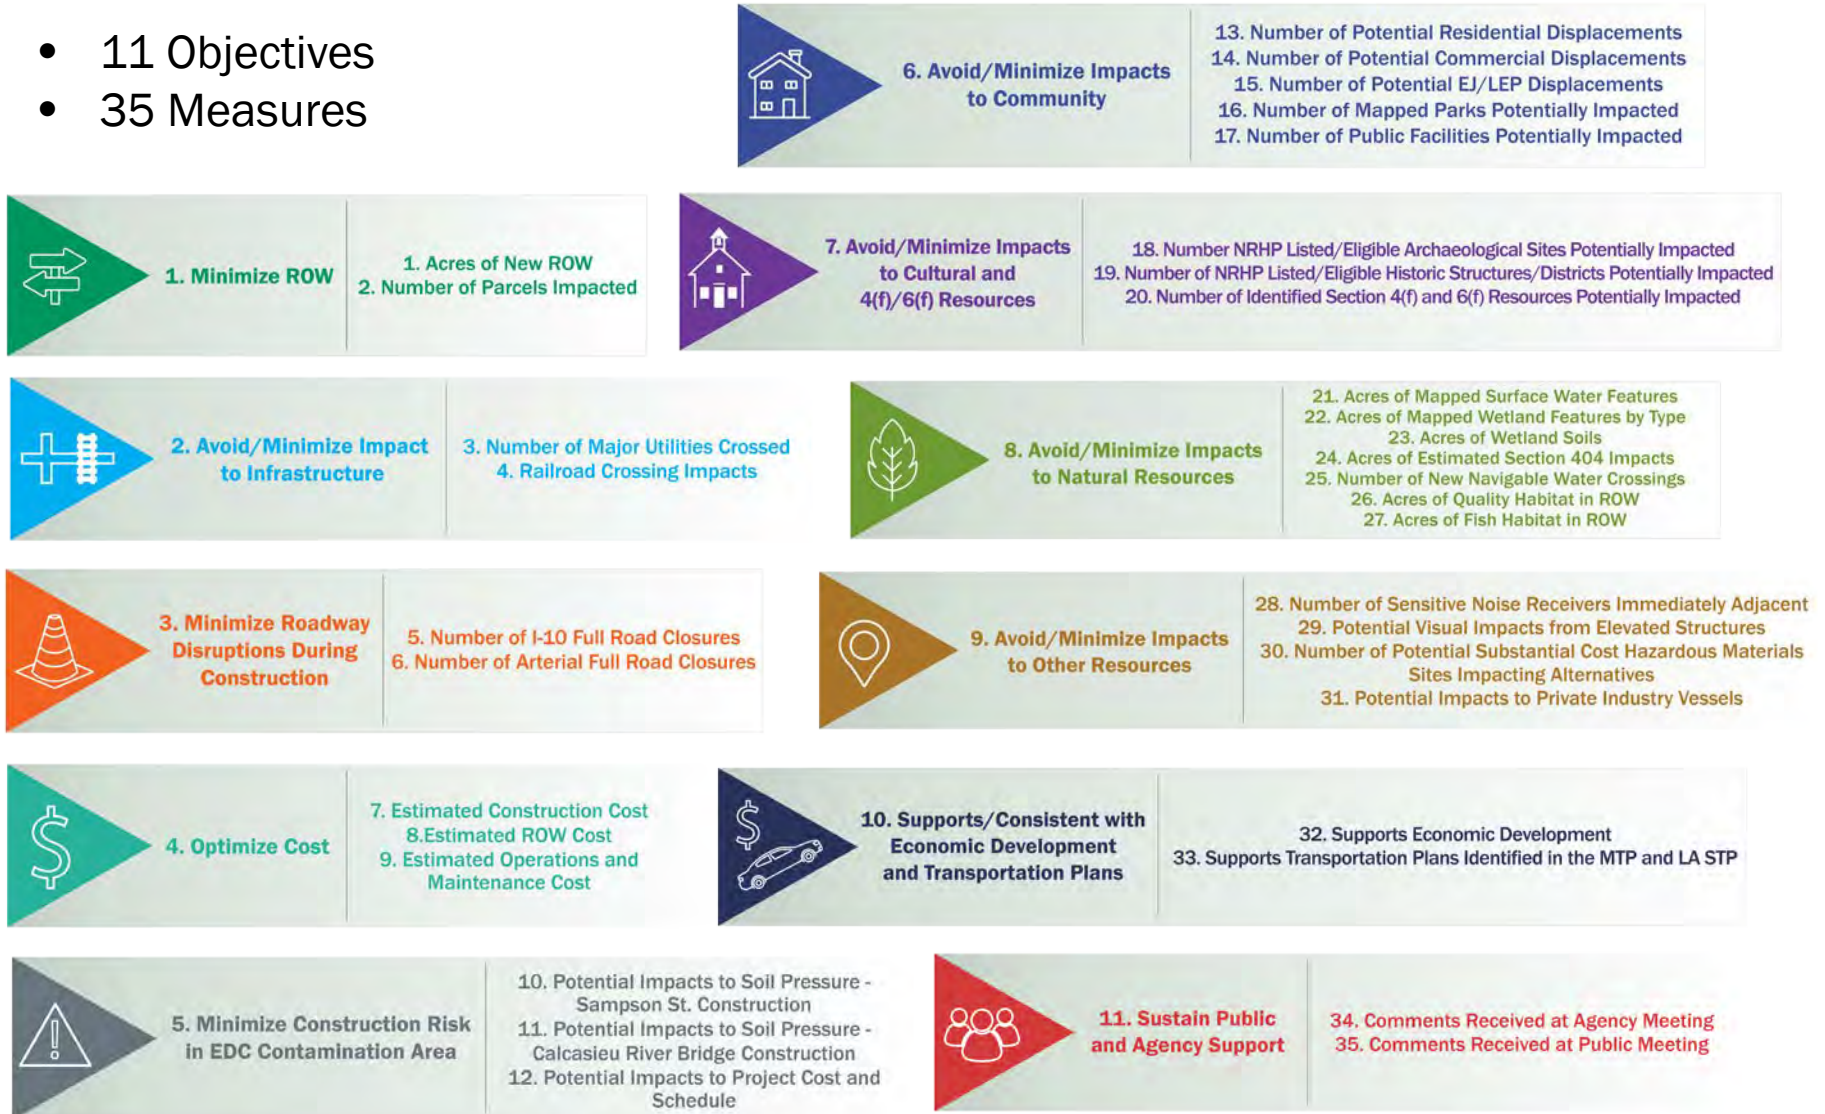 • 11 Objectives
• 35 Measures
1. Minimize ROW
1. Acres of New ROW
2. Number of Parcels Impacted
2. Avoid/Minimize Impact
to Infrastructure
3. Number of Major Utilities Crossed
4. Railroad Crossing Impacts
3. Minimize Roadway
Disruptions During
Construction
5. Number of I-10 Full Road Closures
6. Number of Arterial Full Road Closures
4. Optimize Cost
7. Estimated Construction Cost
8.Estimated ROW Cost
9. Estimated Operations and
Maintenance Cost
5. Minimize Construction Risk
in EDC Contamination Area
10. Potential Impacts to Soil Pressure -
Sampson St. Construction
11. Potential Impacts to Soil Pressure -
Calcasieu River Bridge Construction
12. Potential Impacts to Project Cost and
Schedule
6. Avoid/Minimize Impacts
to Community
13. Number of Potential Residential Displacements
14. Number of Potential Commercial Displacements
15. Number of Potential EJ/LEP Displacements
16. Number of Mapped Parks Potentially Impacted
17. Number of Public Facilities Potentially Impacted
7. Avoid/Minimize Impacts
to Cultural and
4(f)/6(f) Resources
18. Number NRHP Listed/Eligible Archaeological Sites Potentially Impacted
19. Number of NRHP Listed/Eligible Historic Structures/Districts Potentially Impacted
20. Number of Identified Section 4(f) and 6(f) Resources Potentially Impacted
8. Avoid/Minimize Impacts
to Natural Resources
21. Acres of Mapped Surface Water Features
22. Acres of Mapped Wetland Features by Type
23. Acres of Wetland Soils
24. Acres of Estimated Section 404 Impacts
25. Number of New Navigable Water Crossings
26. Acres of Quality Habitat in ROW
27. Acres of Fish Habitat in ROW
9. Avoid/Minimize Impacts
to Other Resources
28. Number of Sensitive Noise Receivers Immediately Adjacent
29. Potential Visual Impacts from Elevated Structures
30. Number of Potential Substantial Cost Hazardous Materials
Sites Impacting Alternatives
31. Potential Impacts to Private Industry Vessels
10. Supports/Consistent with
Economic Development
and Transportation Plans
32. Supports Economic Development
33. Supports Transportation Plans Identified in the MTP and LA STP
11. Sustain Public
and Agency Support
34. Comments Received at Agency Meeting
35. Comments Received at Public Meeting